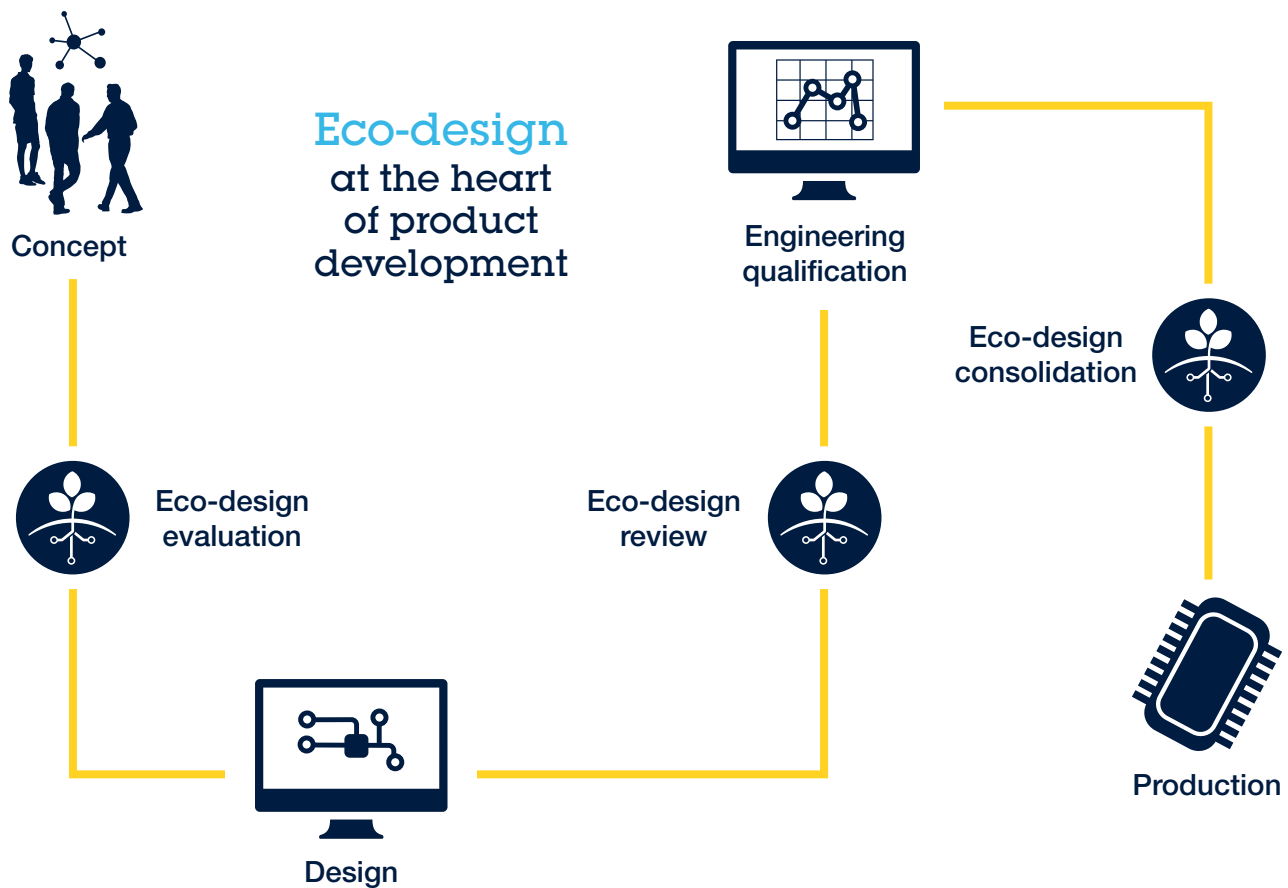 Eco-design
at the heart
of product
development
Concept
Eco-design
evaluation
Design
Eco-design
review
Engineering
qualification
Eco-design
consolidation
Production